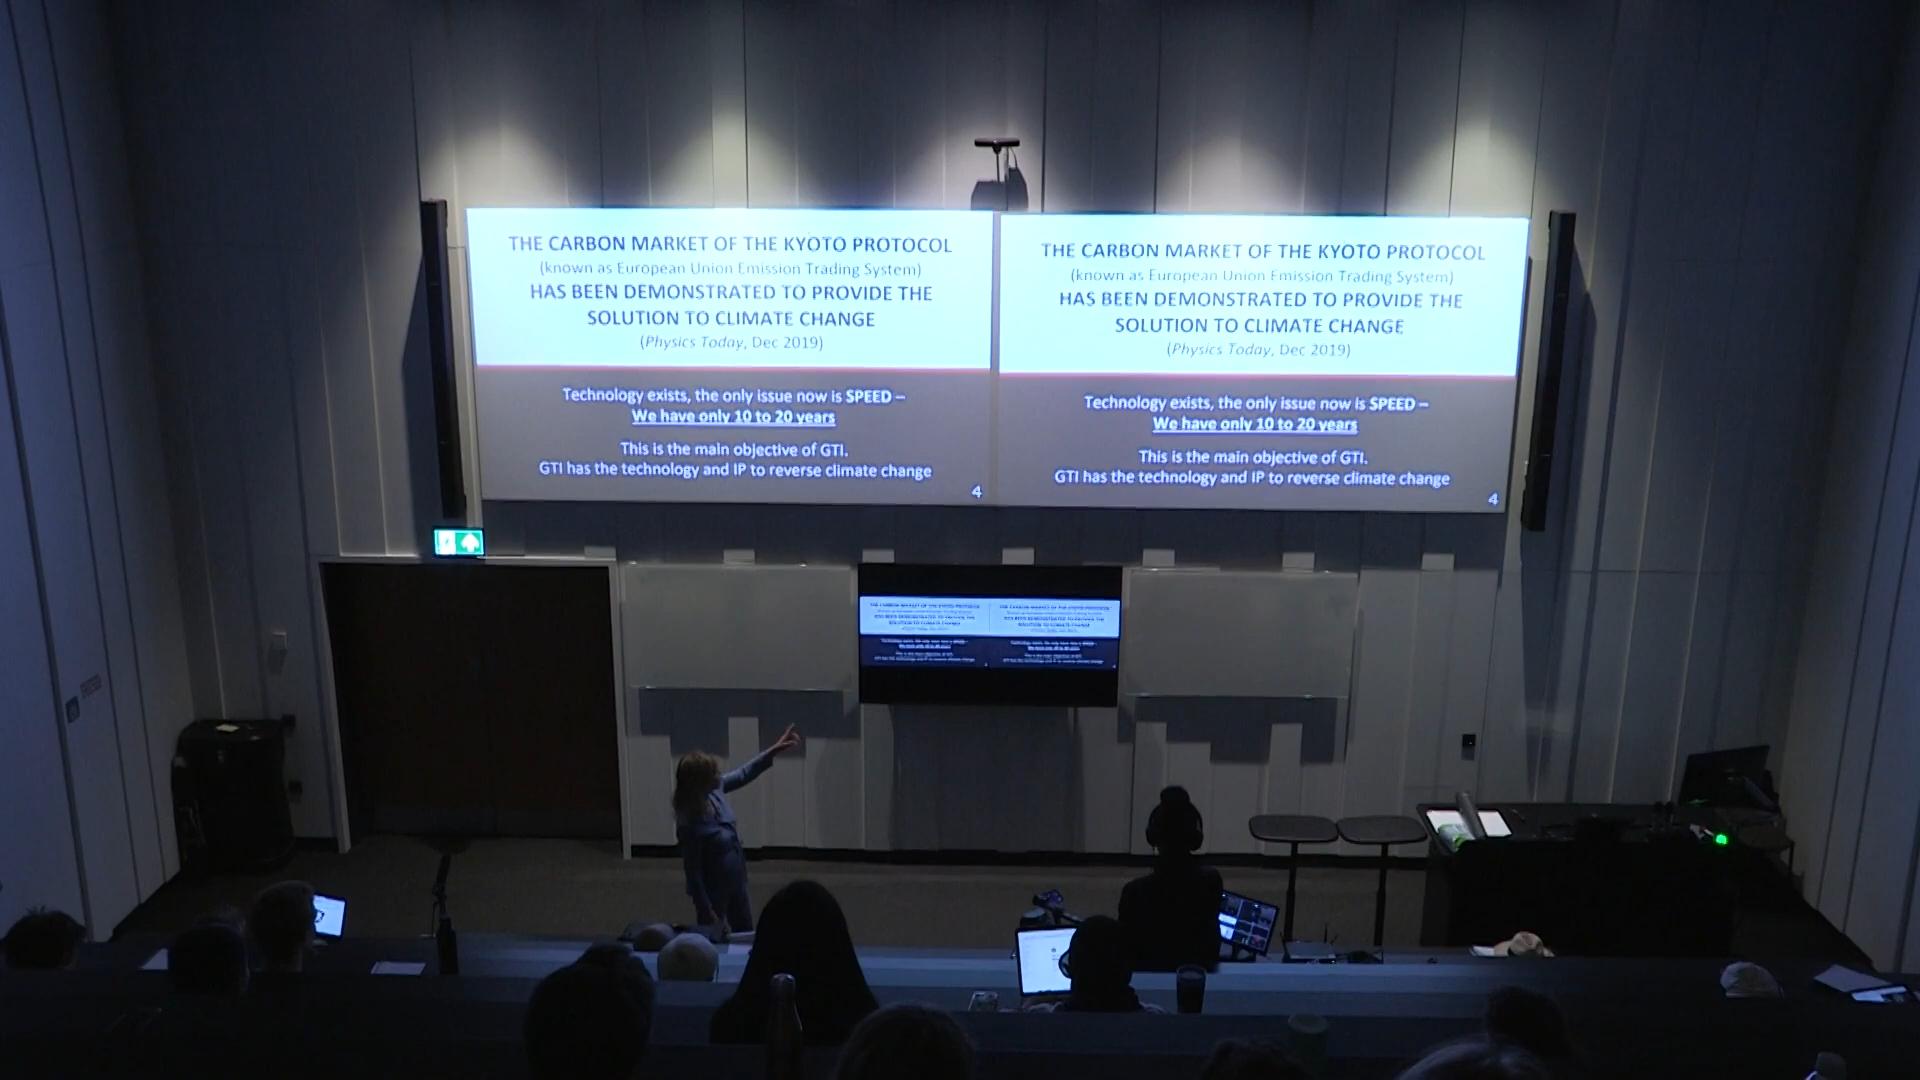 THE CARBON MARKET OF THE KYOTO PROTOCOL
(known as European Union Emission Trading System)
HAS BEEN DEMONSTRATED TO PROVIDE THE
SOLUTION TO CLIMATE CHANGE
(Physics Today, Dec 2019)
Technology exists, the only issue now is SPEED –
We have only 10 to 20 years
This is the main objective of GTI.
GTI has the technology and IP to reverse climate change
4
THE CARBON MARKET OF THE KYOTO PROTOCOL
(known as European Union Emission Trading System)
HAS BEEN DEMONSTRATED TO PROVIDE THE
SOLUTION TO CLIMATE CHANGE
(Physics Today, Dec 2019)
Technology exists, the only issue now is SPEED –
We have only 10 to 20 years
This is the main objective of GTI.
GTI has the technology and IP to reverse climate change
4